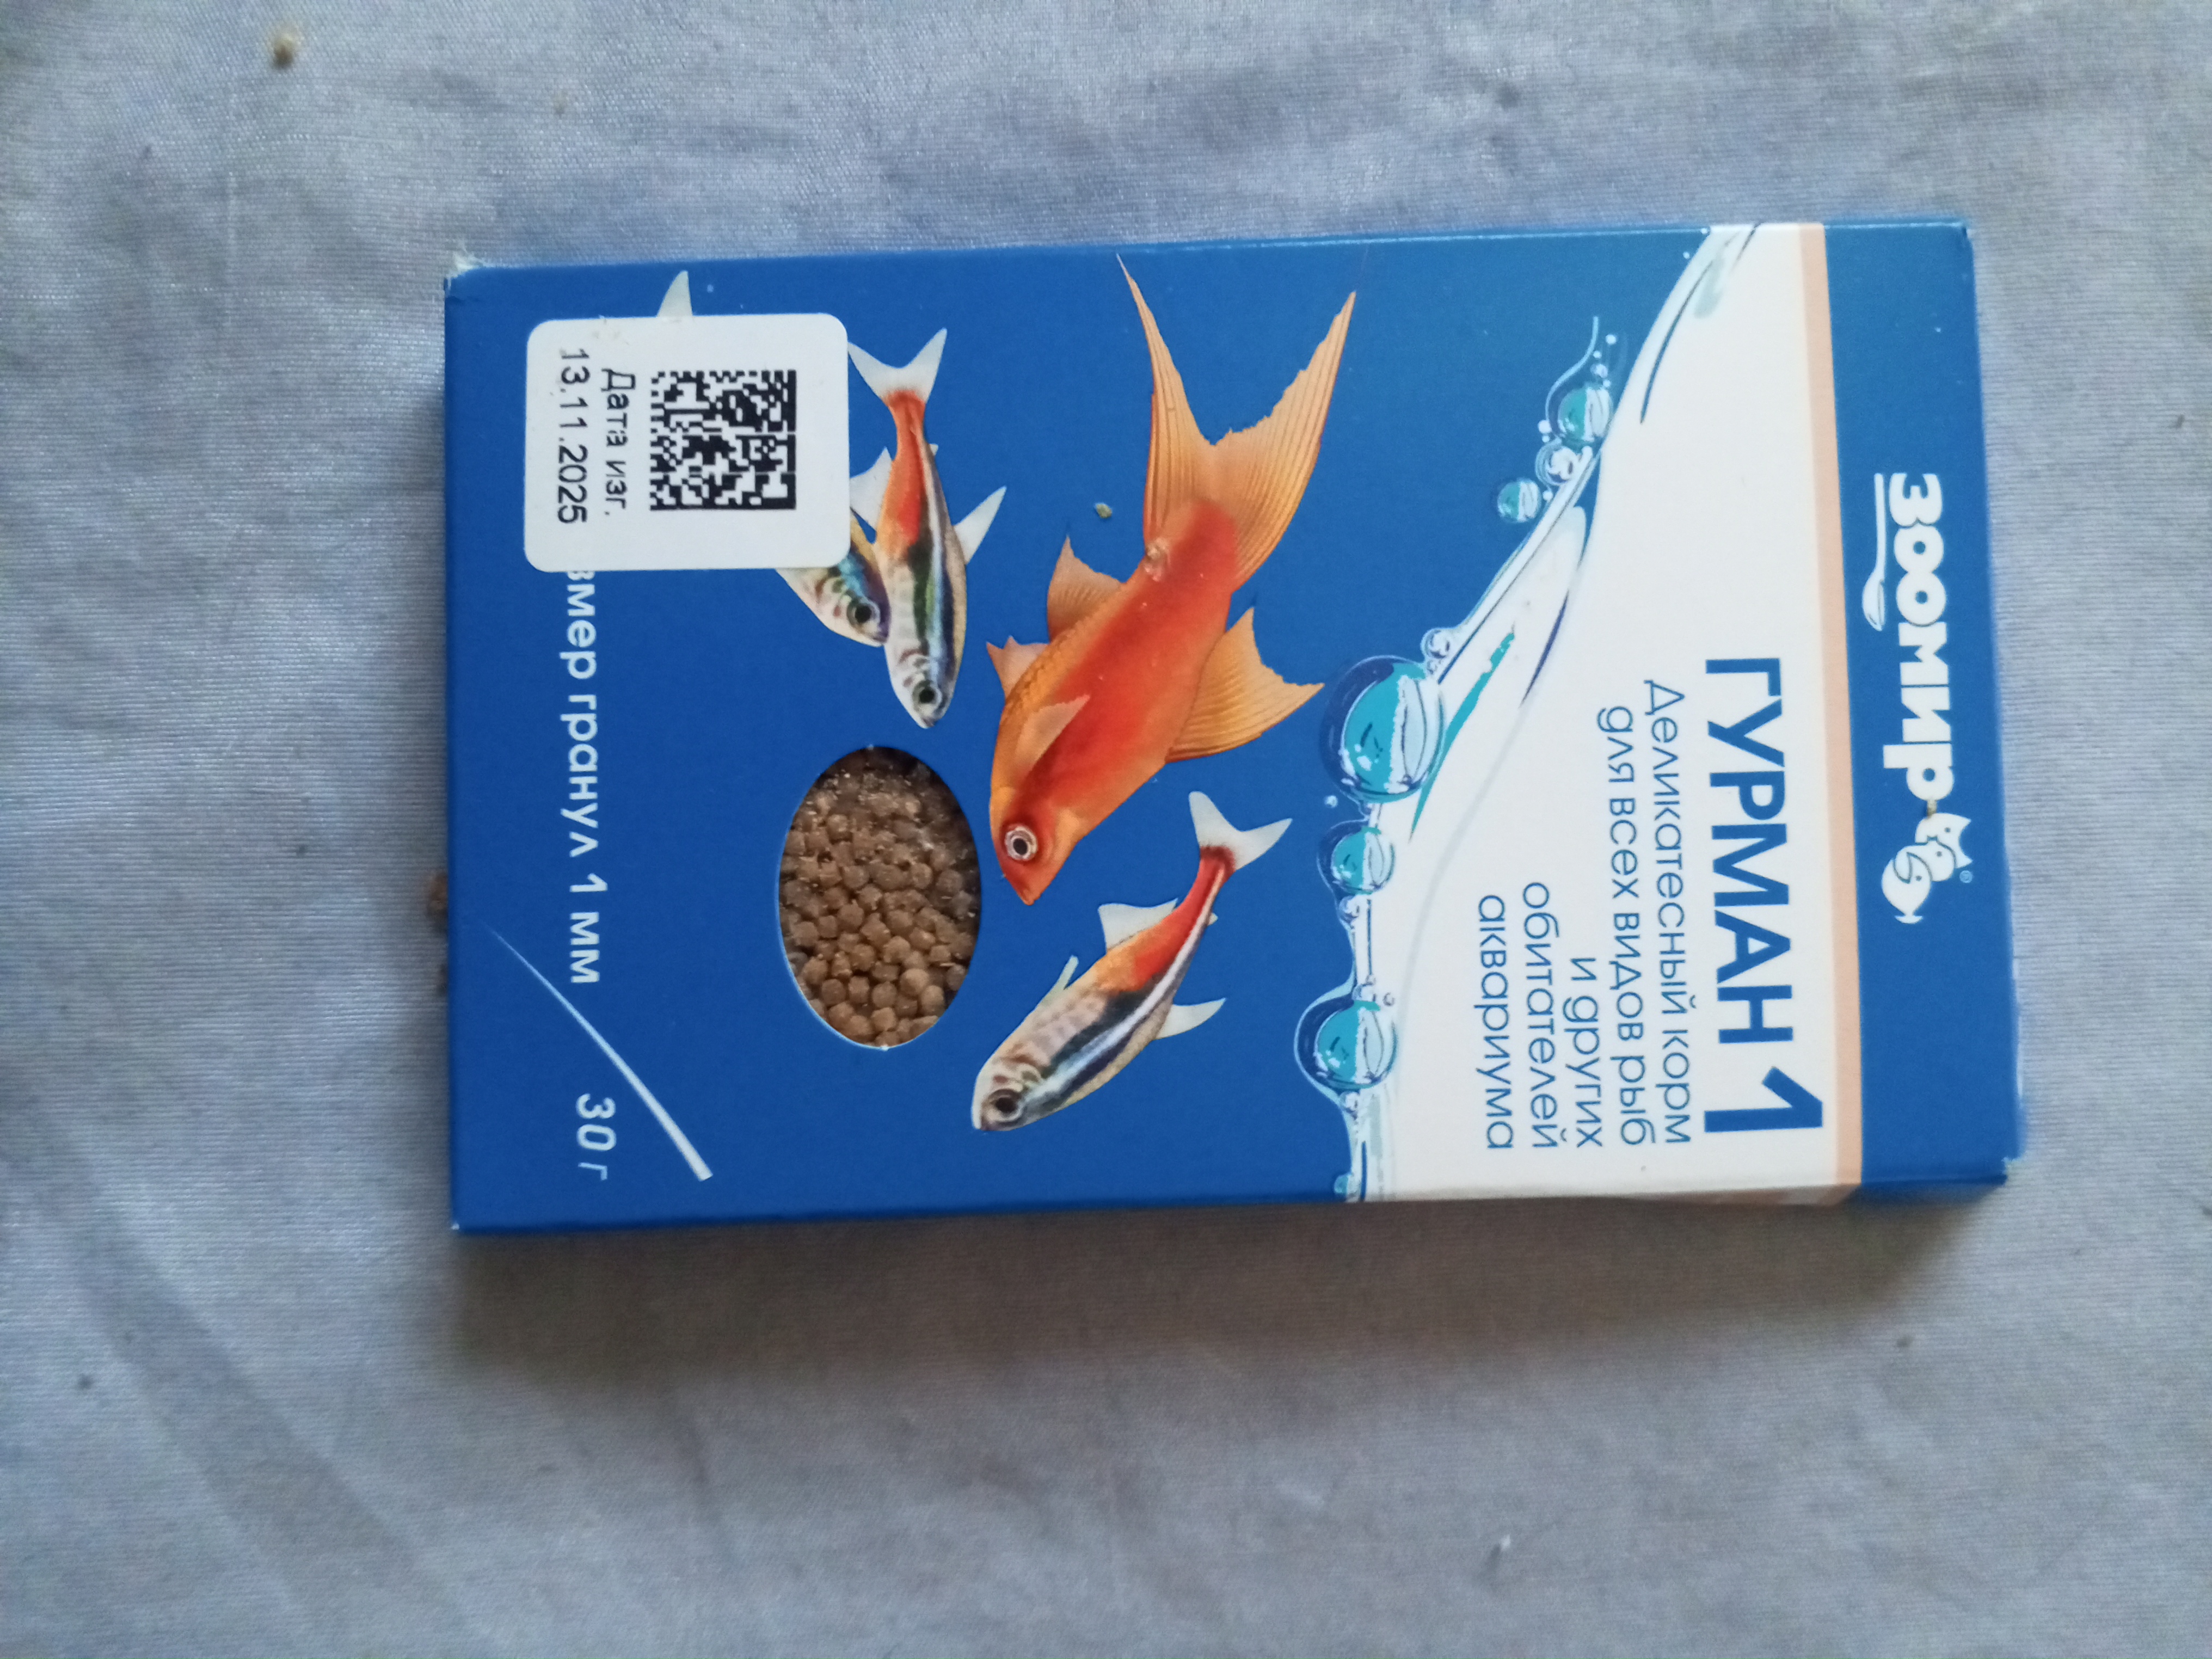 ЗООМИР®
ГУРМАН 1
Деликатесный корм
для всех видов рыб
и других
обитателей
аквариума
Дата изг.
13.11.2025
змер гранул 1 мм
30 г